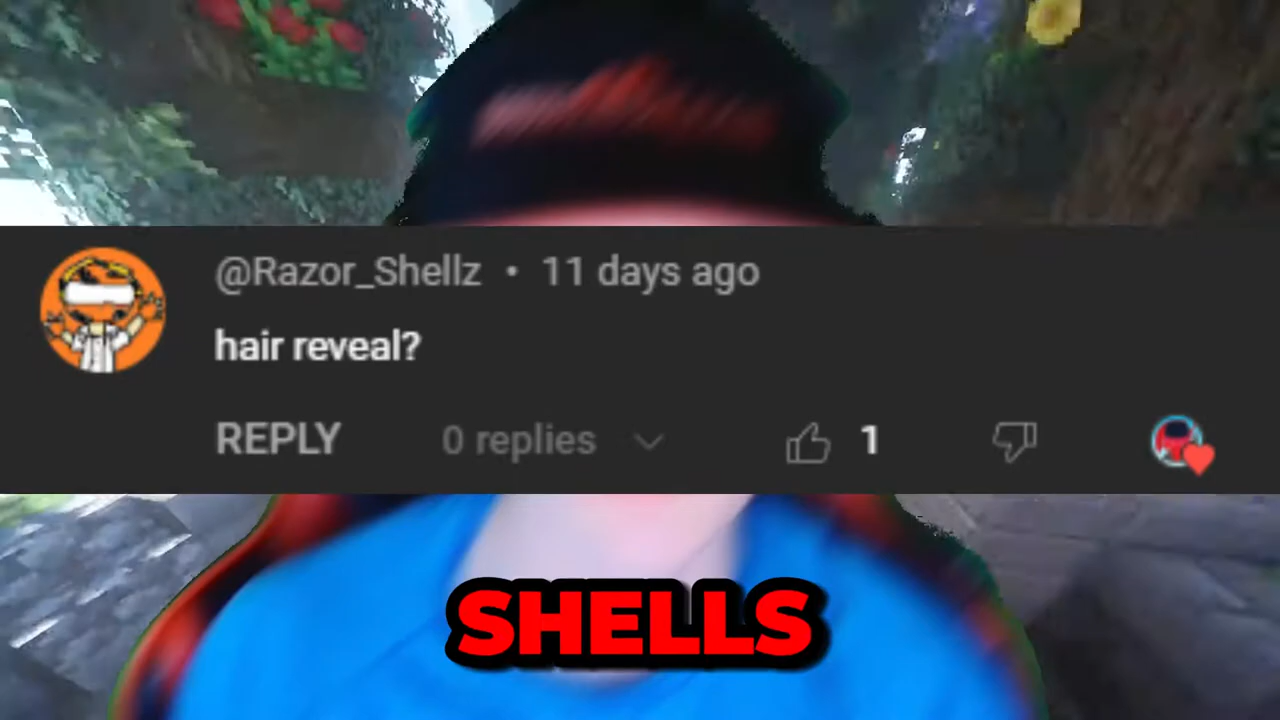 @Razor_Shellz • 11 days ago
hair reveal?
REPLY 0 replies 1
SHELLS